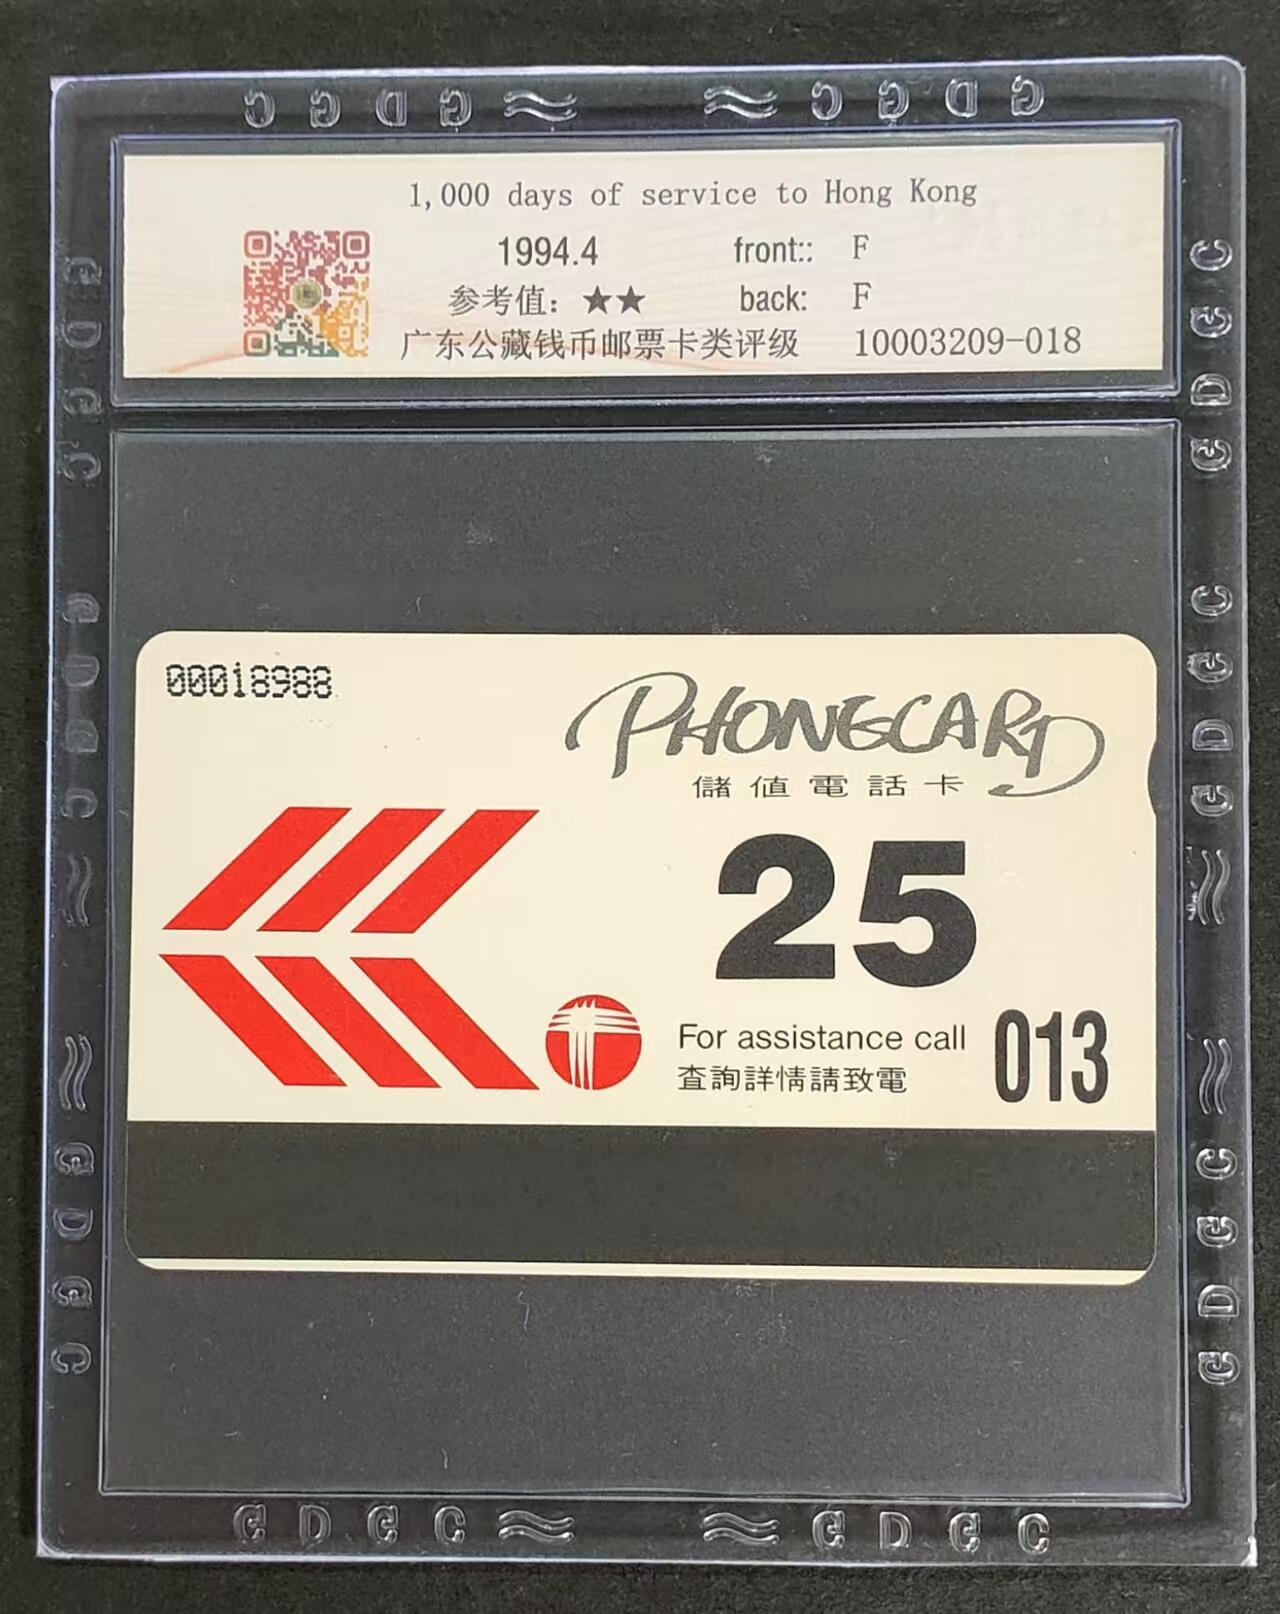 G D G C ≈ ≈ C G D G
1,000 days of service to Hong Kong
1994.4 front:: F
参考值：★★ back: F
广东公藏钱币邮票卡类评级 10003209-018
00018988
PHONECARD
儲值電話卡
25
For assistance call 013
查詢詳情請致電
G D G C ≈ ≈ G D G C
G D G C
G D G C
G D G C
G D G C
G D G C
G D G C